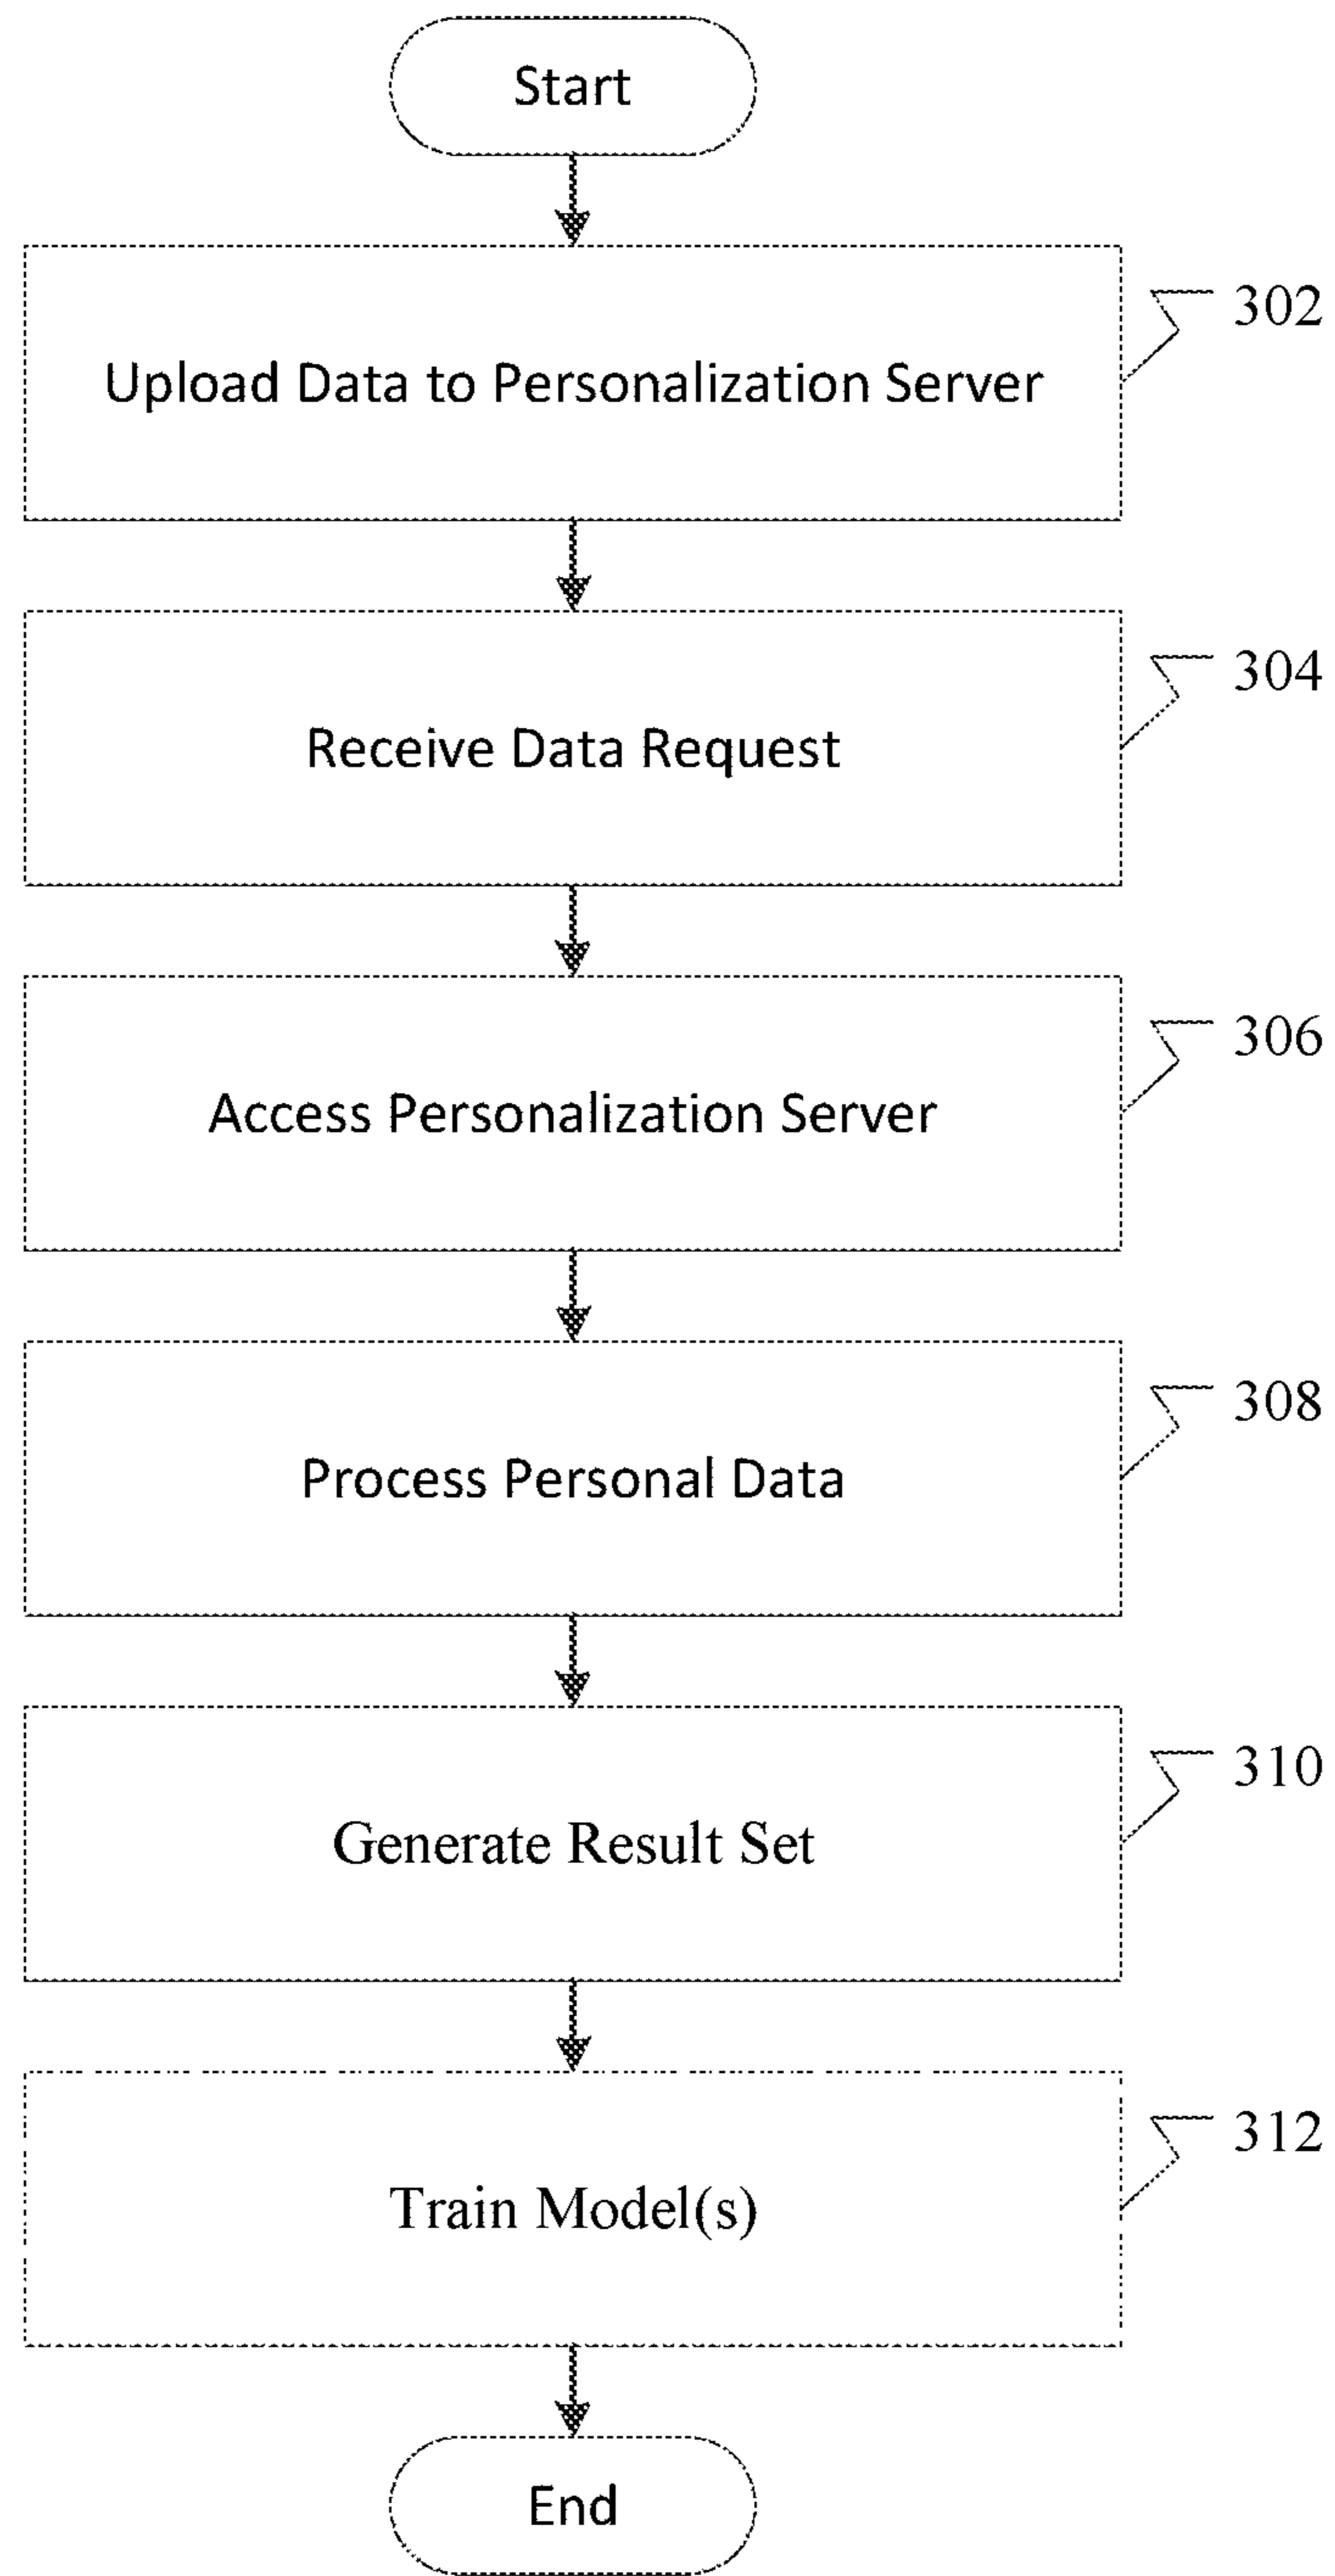 Start
302
Upload Data to Personalization Server
304
Receive Data Request
306
Access Personalization Server
308
Process Personal Data
310
Generate Result Set
312
Train Model(s)
End